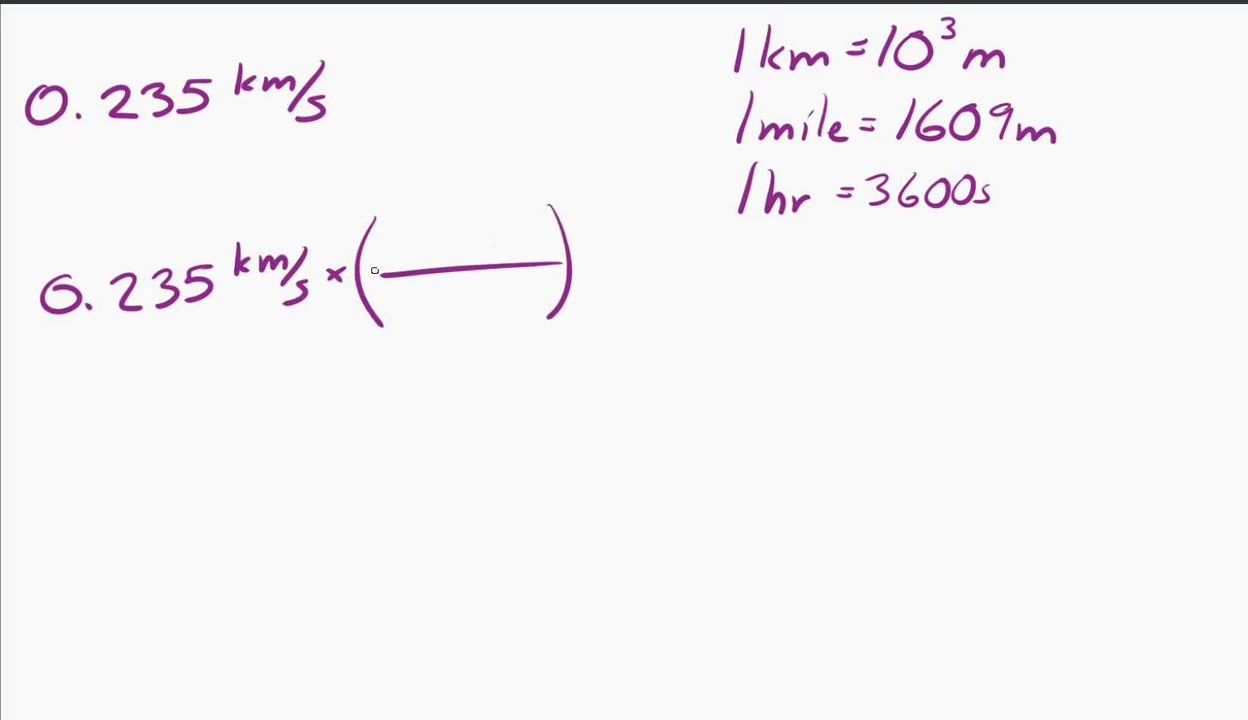 0.235 km/s
1 km = 10³ m
1 mile = 1609 m
1 hr = 3600 s
0.235 km/s × ( )